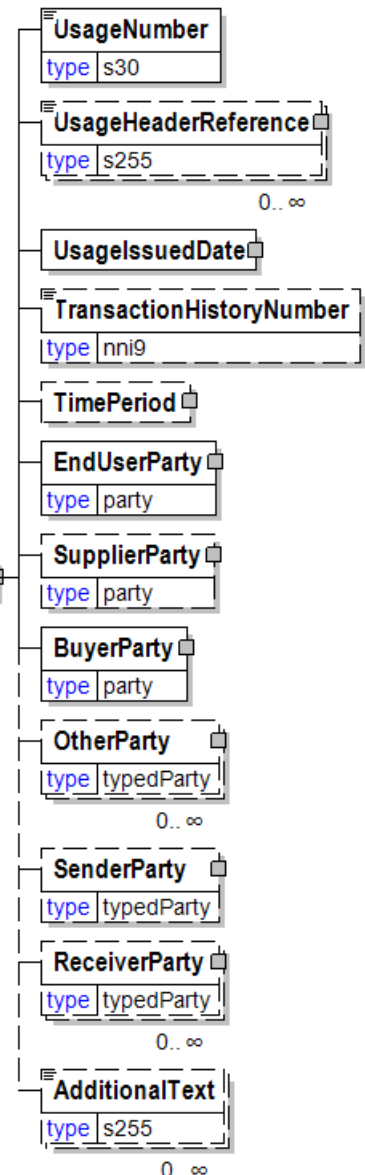 UsageNumber
type s30
UsageHeaderReference
type s255
0.. ∞
UsageIssuedDate
TransactionHistoryNumber
type nni9
TimePeriod
EndUserParty
type party
SupplierParty
type party
BuyerParty
type party
OtherParty
type typedParty
0.. ∞
SenderParty
type typedParty
ReceiverParty
type typedParty
0.. ∞
AdditionalText
type s255
0.. ∞